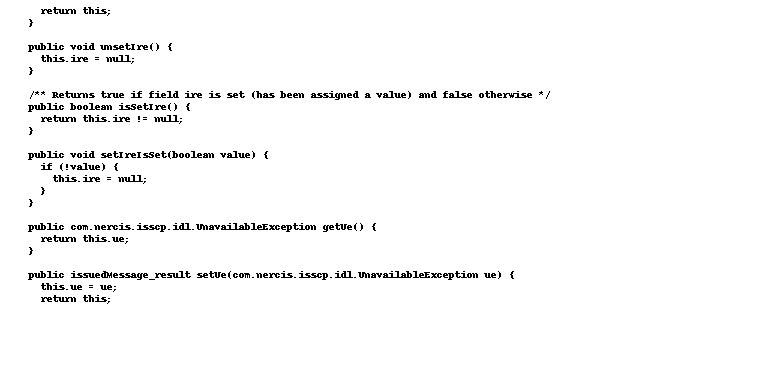 return this;
  }

  public void unsetIre() {
    this.ire = null;
  }

  /** Returns true if field ire is set (has been assigned a value) and false otherwise */
  public boolean isSetIre() {
    return this.ire != null;
  }

  public void setIreIsSet(boolean value) {
    if (!value) {
      this.ire = null;
    }
  }

  public com.nercis.isscp.idl.UnavailableException getUe() {
    return this.ue;
  }

  public issuedMessage_result setUe(com.nercis.isscp.idl.UnavailableException ue) {
    this.ue = ue;
    return this;